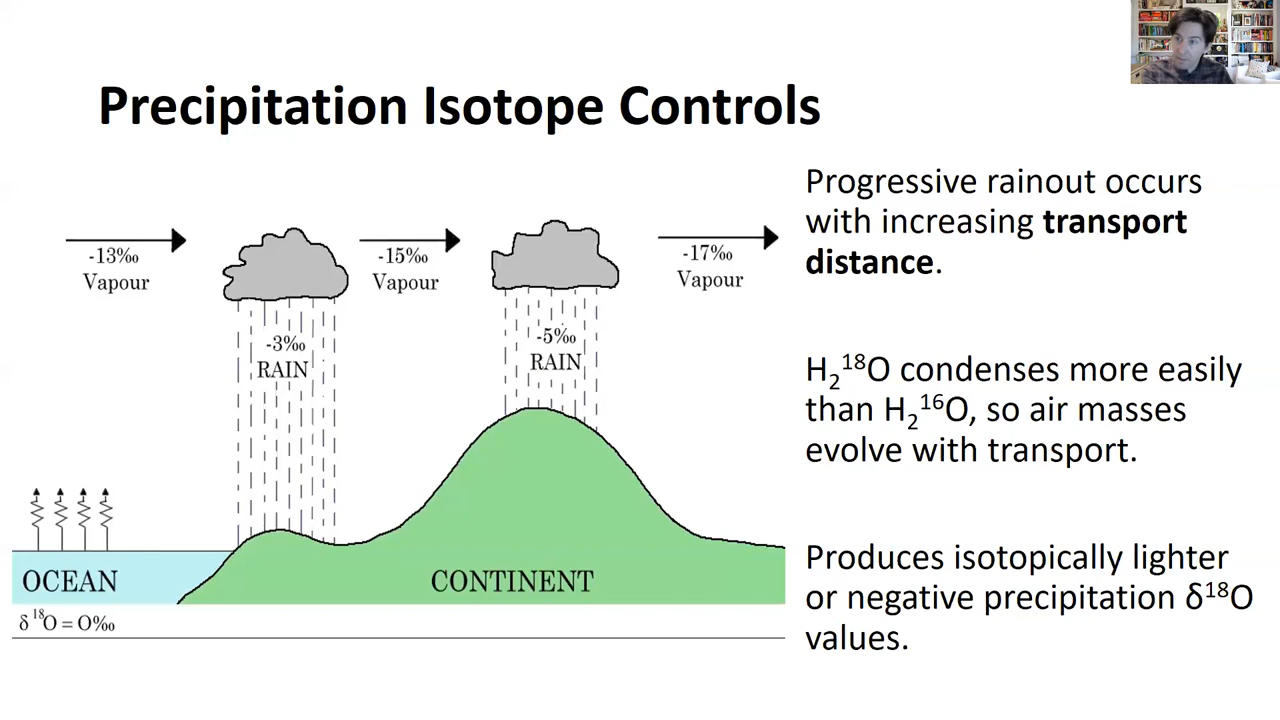 Precipitation Isotope Controls
-13‰
Vapour
-15‰
Vapour
-17‰
Vapour
-3‰
RAIN
-5‰
RAIN
OCEAN
CONTINENT
δ¹⁸O = O‰
Progressive rainout occurs
with increasing transport
distance.
H₂¹⁸O condenses more easily
than H₂¹⁶O, so air masses
evolve with transport.
Produces isotopically lighter
or negative precipitation δ¹⁸O
values.